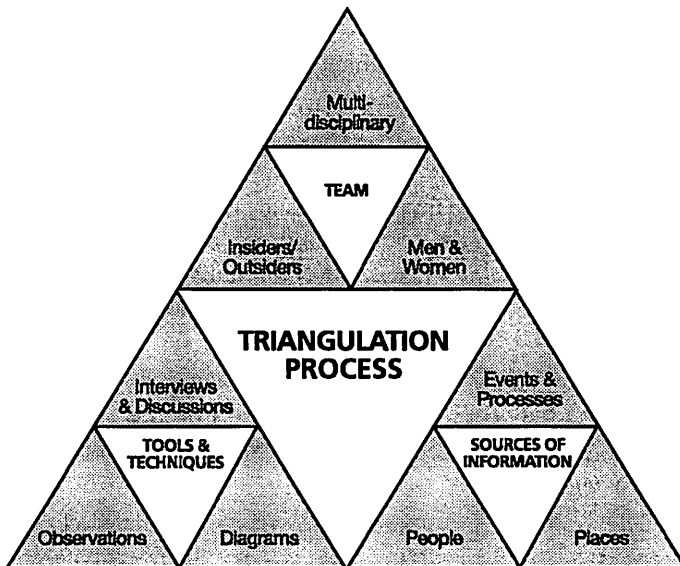 Multi-
disciplinary
TEAM
Insiders/
Outsiders
Men &
Women
TRIANGULATION
PROCESS
Interviews
& Discussions
Events &
Processes
TOOLS &
TECHNIQUES
SOURCES OF
INFORMATION
Observations
Diagrams
People
Places